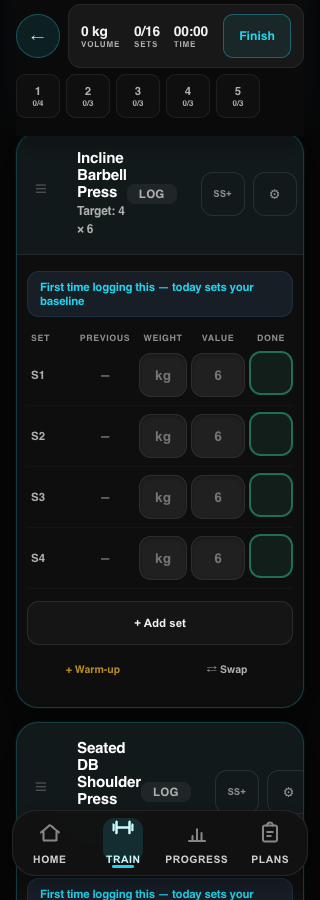 ←
0 kg
VOLUME
0/16
SETS
00:00
TIME
Finish
1
0/4
2
0/3
3
0/3
4
0/3
5
0/3
Incline
Barbell
Press
LOG
SS+
Target: 4
× 6
First time logging this — today sets your
baseline
SET PREVIOUS WEIGHT VALUE DONE
S1 – kg 6
S2 – kg 6
S3 – kg 6
S4 – kg 6
+ Add set
+ Warm-up
⇄ Swap
Seated
DB
Shoulder
Press
LOG
SS+
HOME
TRAIN
PROGRESS
PLANS
First time logging this — today sets your